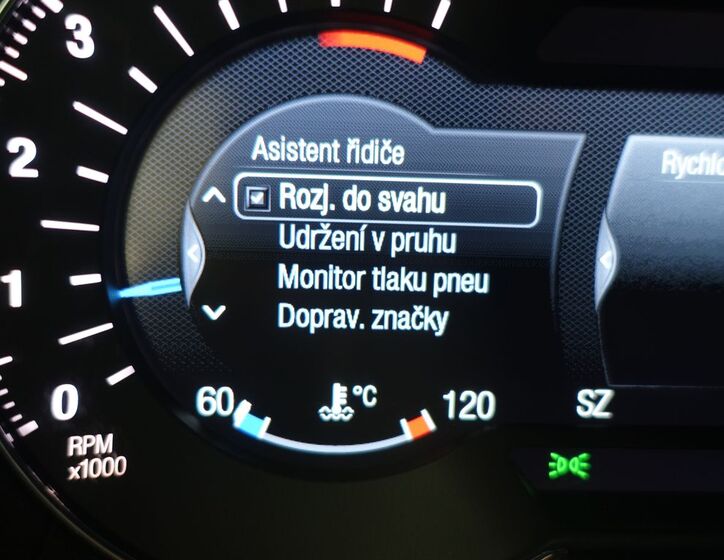 3
2
1
0
RPM
x1000
Asistent řidiče
Rozj. do svahu
Udržení v pruhu
Monitor tlaku pneu
Doprav. značky
60
°C
120
SZ